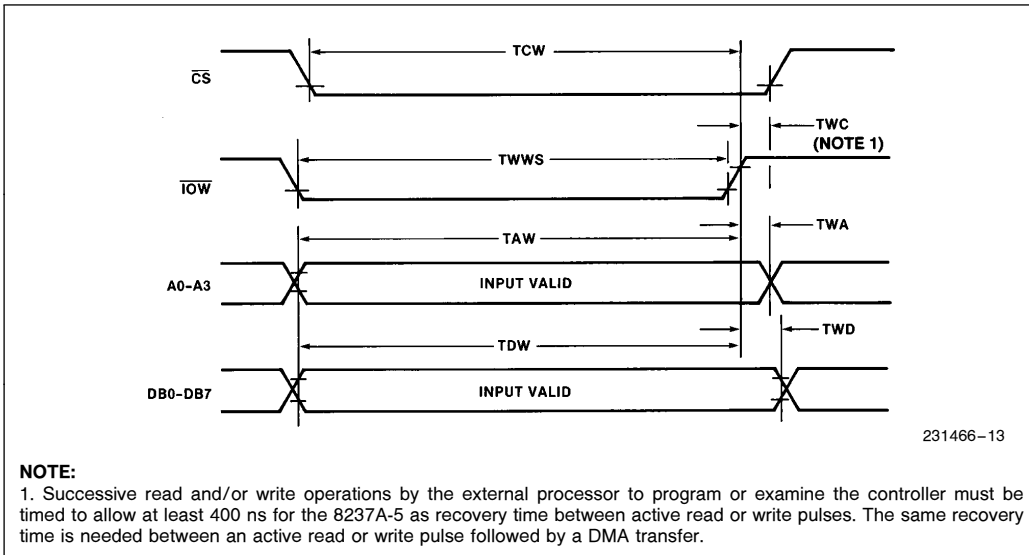 TCW
CS
TWC
(NOTE 1)
TWWS
IOW
TWA
TAW
A0–A3
INPUT VALID
TWD
TDW
DB0–DB7
INPUT VALID
231466–13
NOTE:
1. Successive read and/or write operations by the external processor to program or examine the controller must be
timed to allow at least 400 ns for the 8237A-5 as recovery time between active read or write pulses. The same recovery
time is needed between an active read or write pulse followed by a DMA transfer.